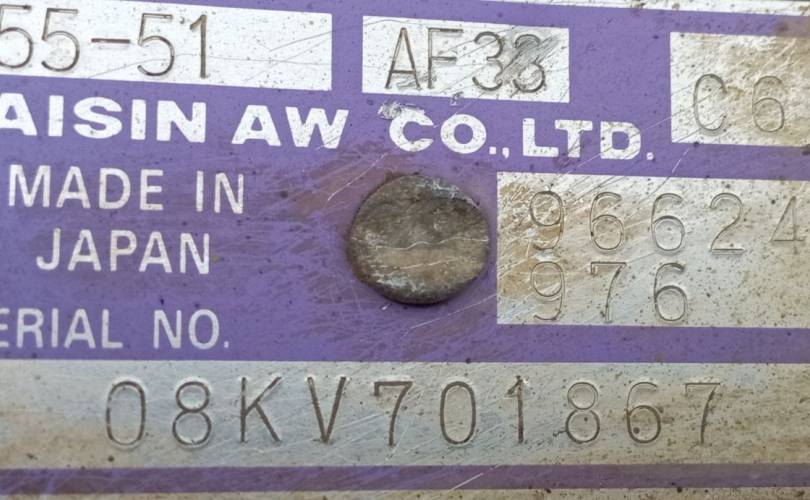 55-51 AF33 C6
AISIN AW CO.,LTD.
MADE IN
JAPAN
96624
976
ERIAL NO.
08KV701867